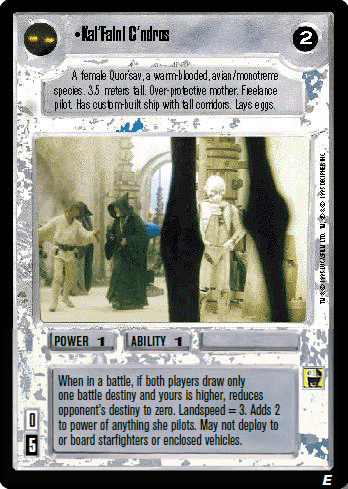 •Kal'Falnl C'ndros
2
A female Quor'sav, a warm-blooded, avian/monotreme
species. 3.5 meters tall. Over-protective mother. Freelance
pilot. Has custom-built ship with tall corridors. Lays eggs.
POWER 1 ABILITY 1
When in a battle, if both players draw only
one battle destiny and yours is higher, reduces
opponent's destiny to zero. Landspeed = 3. Adds 2
to power of anything she pilots. May not deploy to
or board starfighters or enclosed vehicles.
0
5
E